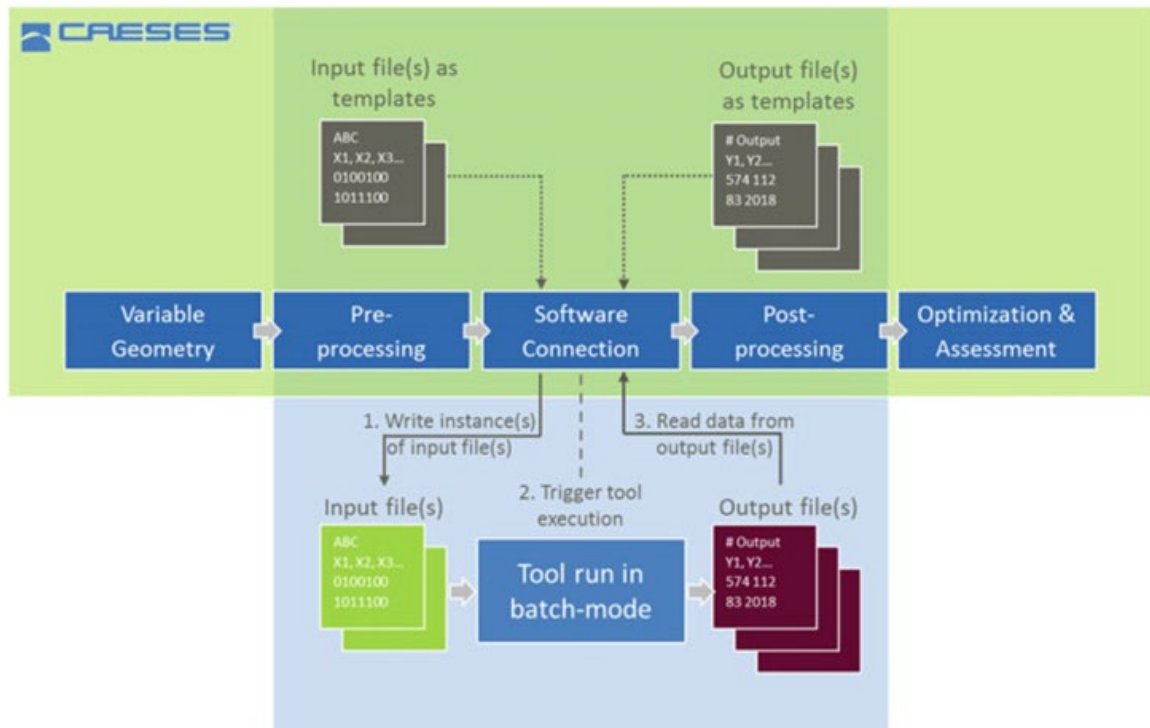 CAESES
Input file(s) as
templates
ABC
X1, X2, X3...
0100100
1011100
Output file(s)
as templates
# Output
Y1, Y2...
574 112
83 2018
Variable
Geometry
Pre-
processing
Software
Connection
Post-
processing
Optimization &
Assessment
1. Write instance(s)
of input file(s)
2. Trigger tool
execution
3. Read data from
output file(s)
Input file(s)
ABC
X1, X2, X3...
0100100
1011100
Tool run in
batch-mode
Output file(s)
# Output
Y1, Y2...
574 112
83 2018